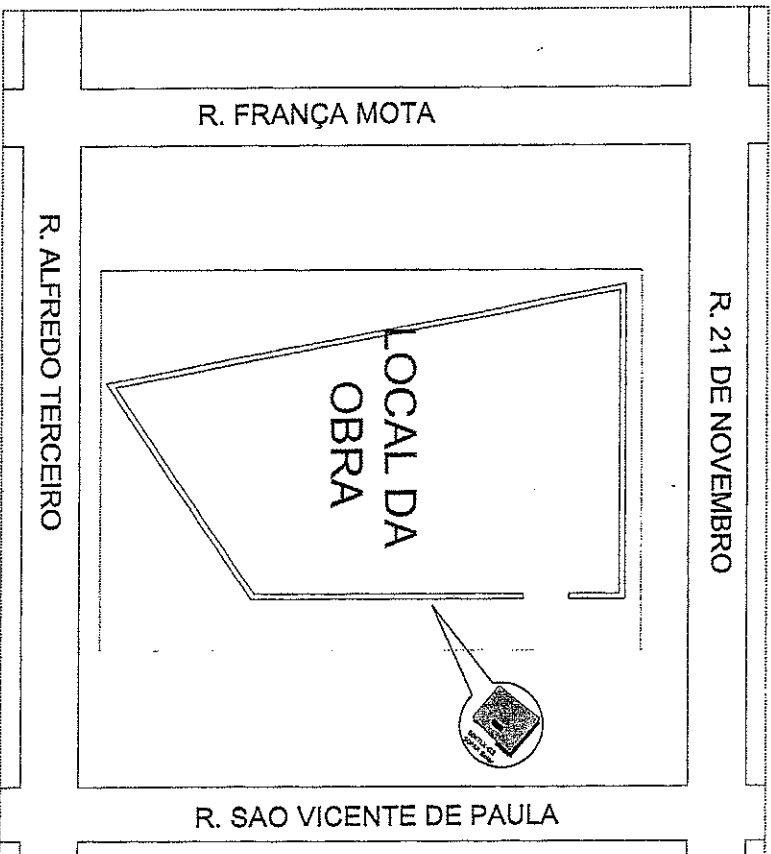 R. FRANÇA MOTA
R. ALFREDO TERCEIRO
LOCAL DA
OBRA
R. 21 DE NOVEMBRO
R. SAO VICENTE DE PAULA